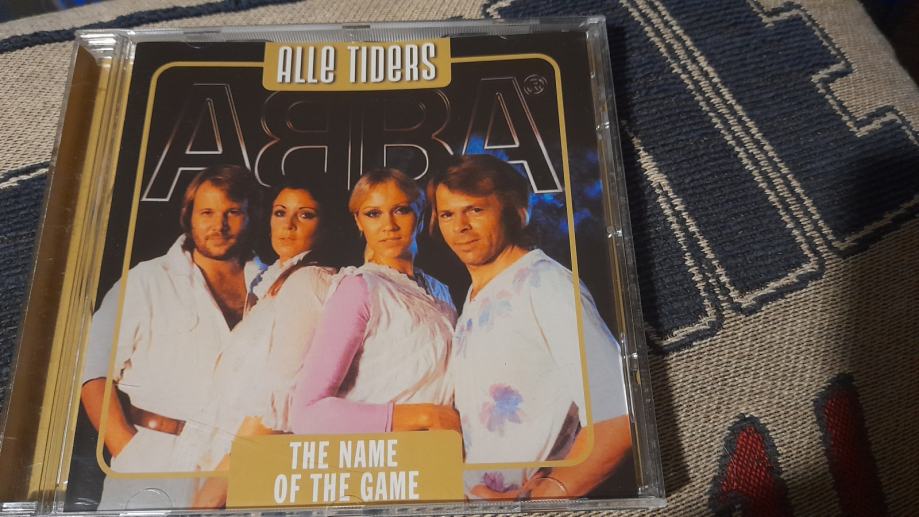 ALLE TIDERS
ABBA
®
THE NAME
OF THE GAME